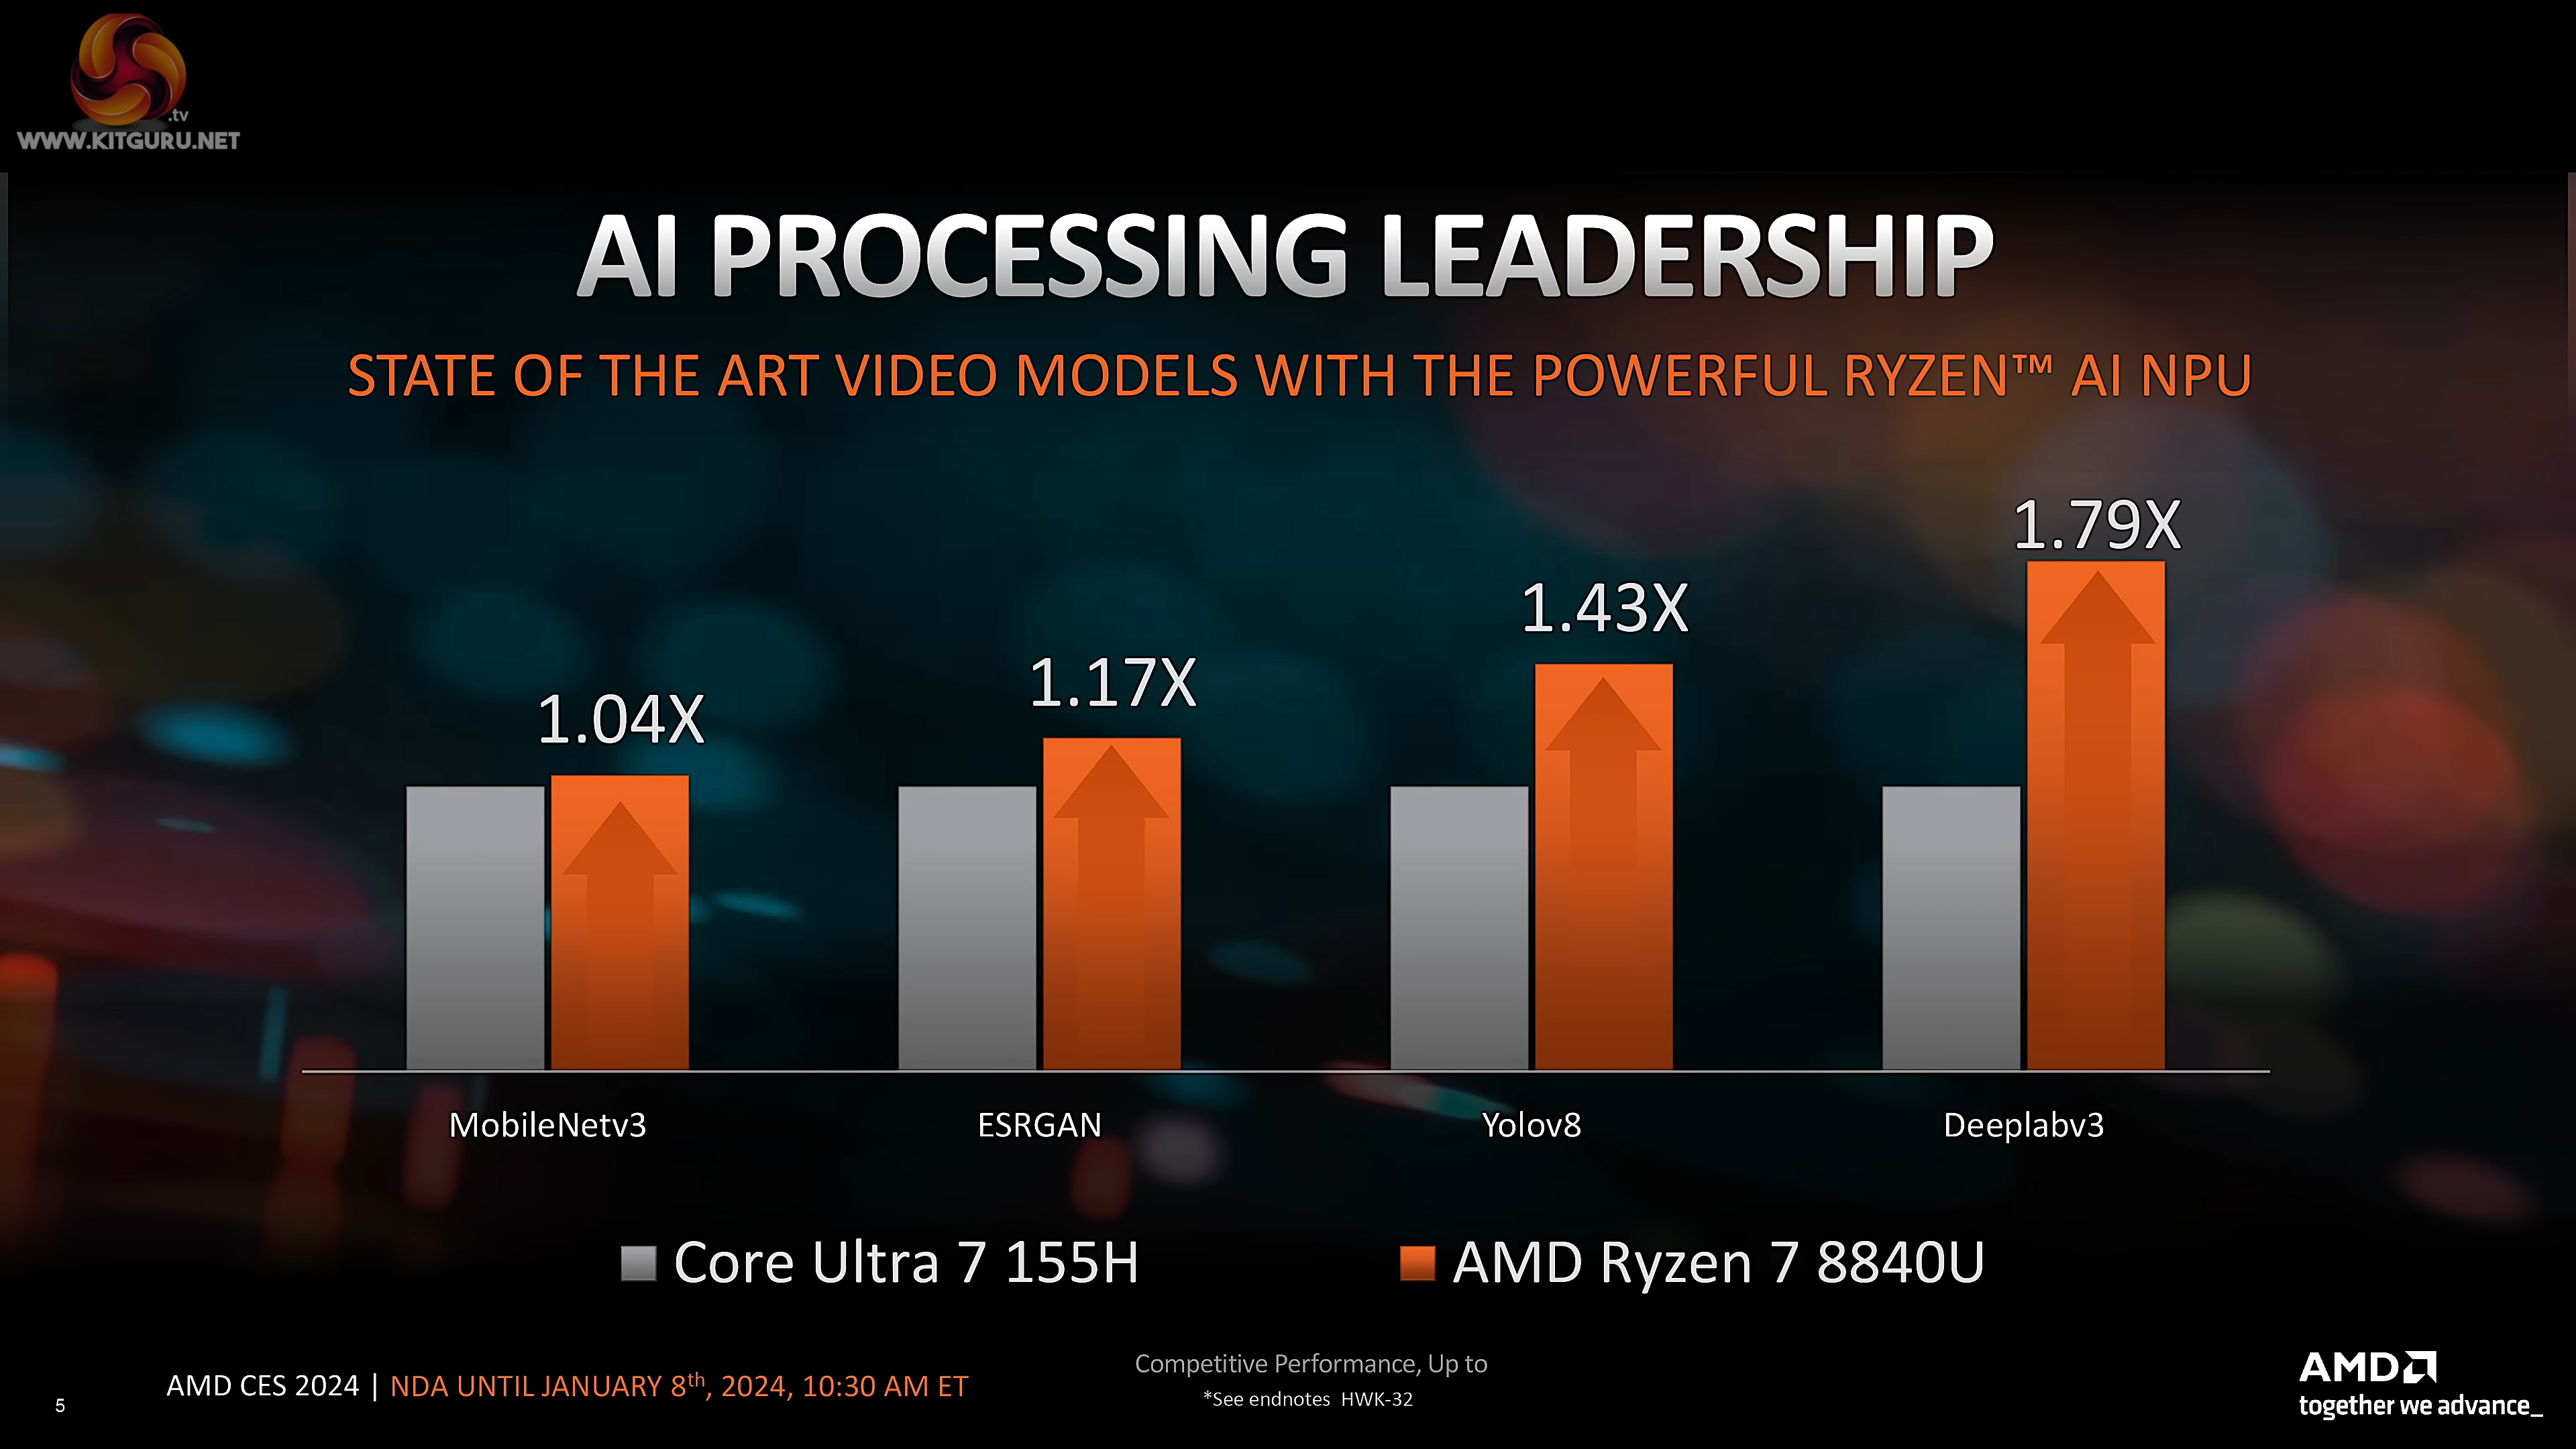 .tv
WWW.KITGURU.NET
AI PROCESSING LEADERSHIP
STATE OF THE ART VIDEO MODELS WITH THE POWERFUL RYZEN™ AI NPU
1.04X
1.17X
1.43X
1.79X
MobileNetv3
ESRGAN
Yolov8
Deeplabv3
Core Ultra 7 155H
AMD Ryzen 7 8840U
5
AMD CES 2024 | NDA UNTIL JANUARY 8th, 2024, 10:30 AM ET
Competitive Performance, Up to
*See endnotes HWK-32
AMD
together we advance_